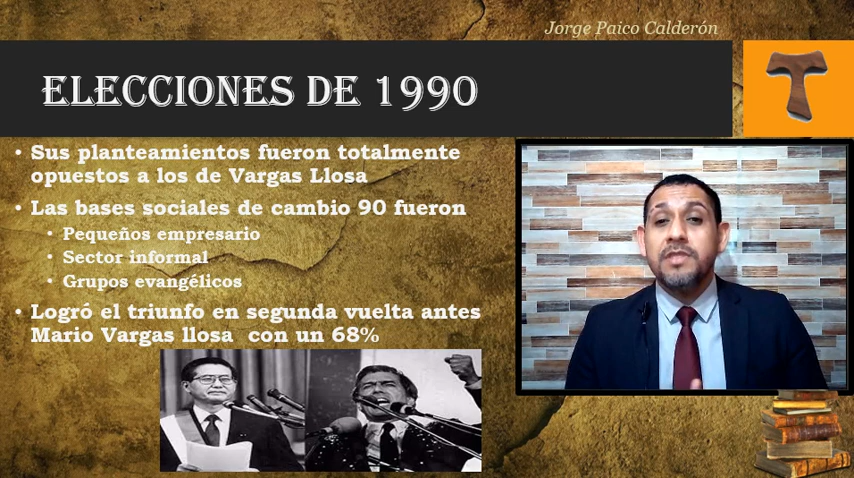 Jorge Paico Calderón
ELECCIONES DE 1990
• Sus planteamientos fueron totalmente
opuestos a los de Vargas Llosa
• Las bases sociales de cambio 90 fueron
• Pequeños empresario
• Sector informal
• Grupos evangélicos
• Logró el triunfo en segunda vuelta antes
Mario Vargas llosa con un 68%